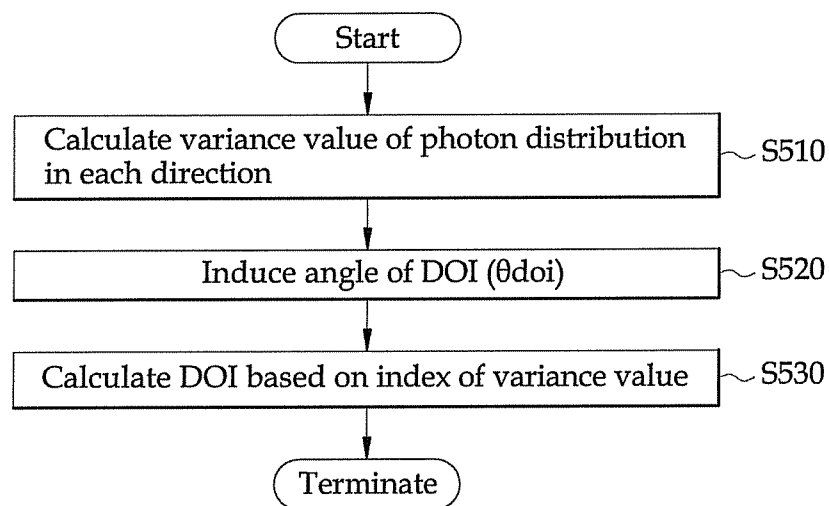 Start
Calculate variance value of photon distribution
in each direction
S510
Induce angle of DOI (θdoi)
S520
Calculate DOI based on index of variance value
S530
Terminate